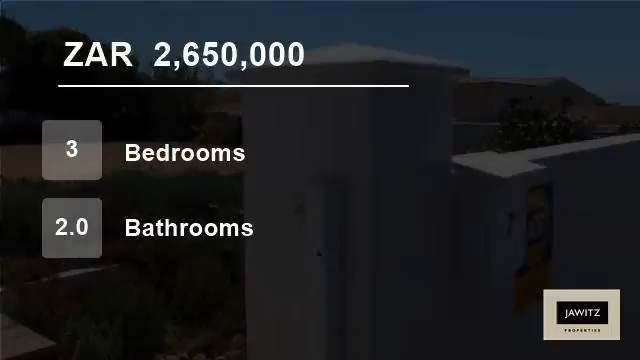 ZAR 2,650,000
3 Bedrooms
2.0 Bathrooms
JAWITZ
PROPERTIES